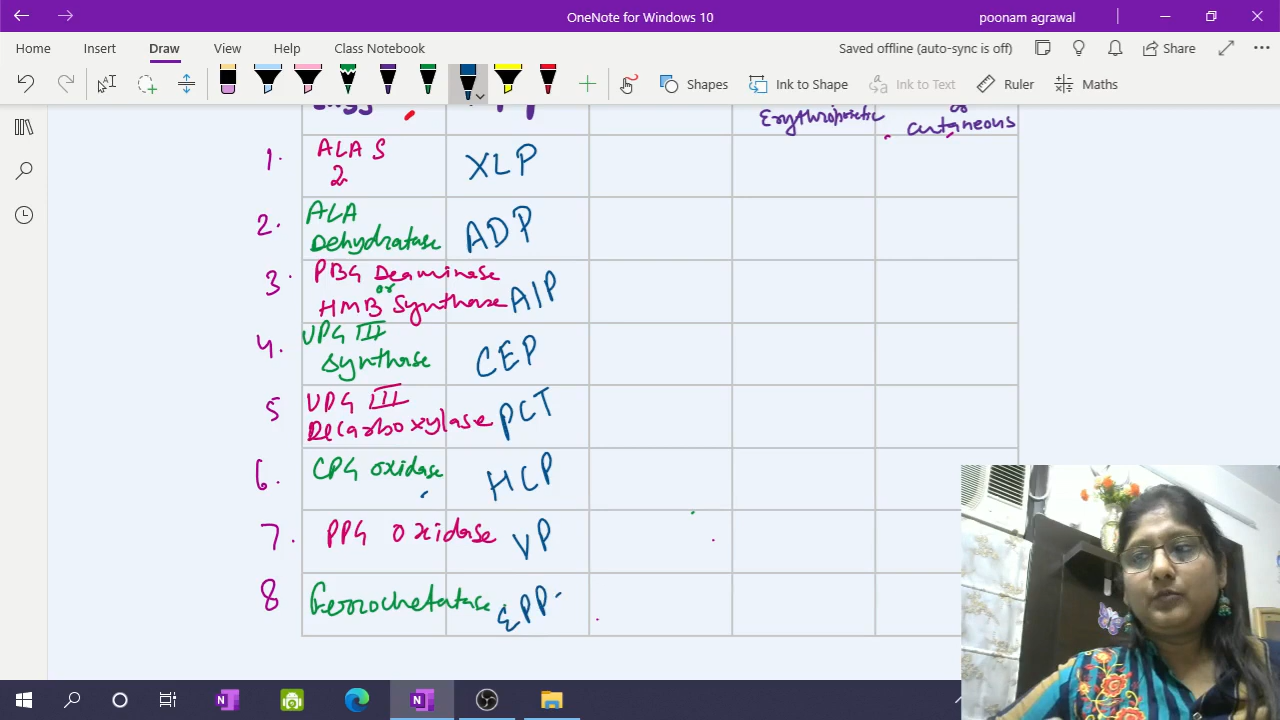 OneNote for Windows 10
poonam agrawal
Home Insert Draw View Help Class Notebook
Saved offline (auto-sync is off)
Share
Shapes
Ink to Shape
Ink to Text
Ruler
Maths
Erythropoietic
or
cutaneous
1. ALA S
2
XLP
2. ALA
Dehydratase
ADP
3. PBG Deaminase
or
HMB Synthase
AIP
4. UPG III
synthase
CEP
5 UPG III
Decarboxylase
PCT
6. CPG oxidase
HCP
7. PPG Oxidase
VP
8 Ferrochetatase
EPP